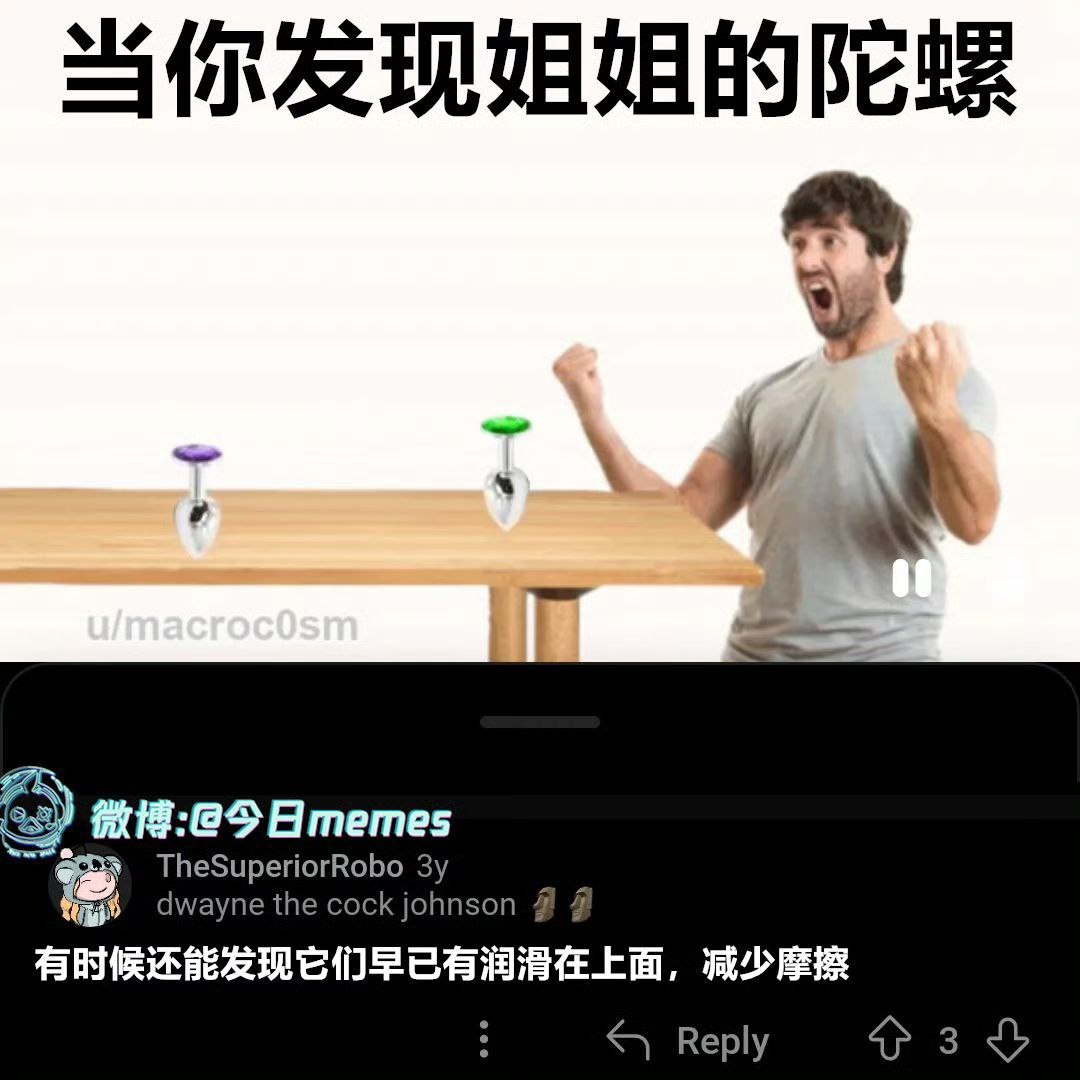 当你发现姐姐的陀螺
u/macroc0sm
微博:@今日memes
TheSuperiorRobo 3y
dwayne the cock johnson 🗿🗿
有时候还能发现它们早已有润滑在上面，减少摩擦
Reply 3